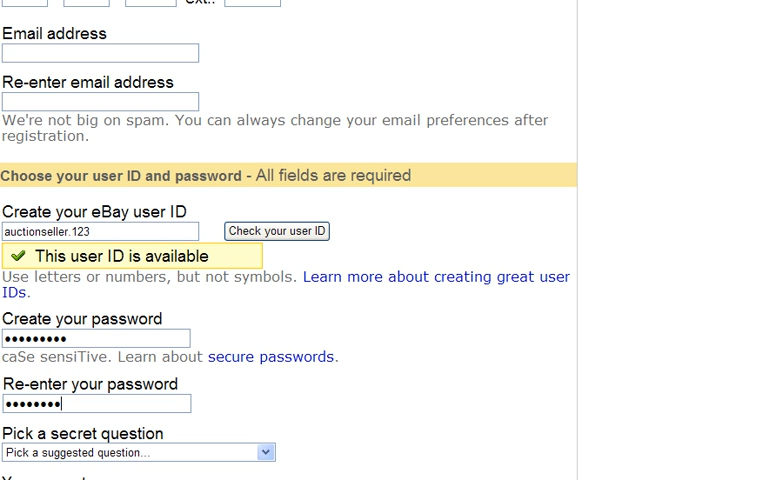 ext.:
Email address
Re-enter email address
We're not big on spam. You can always change your email preferences after
registration.
Choose your user ID and password - All fields are required
Create your eBay user ID
auctionseller.123 Check your user ID
This user ID is available
Use letters or numbers, but not symbols. Learn more about creating great user
IDs.
Create your password
•••••••••
caSe sensiTive. Learn about secure passwords.
Re-enter your password
••••••••
Pick a secret question
Pick a suggested question...